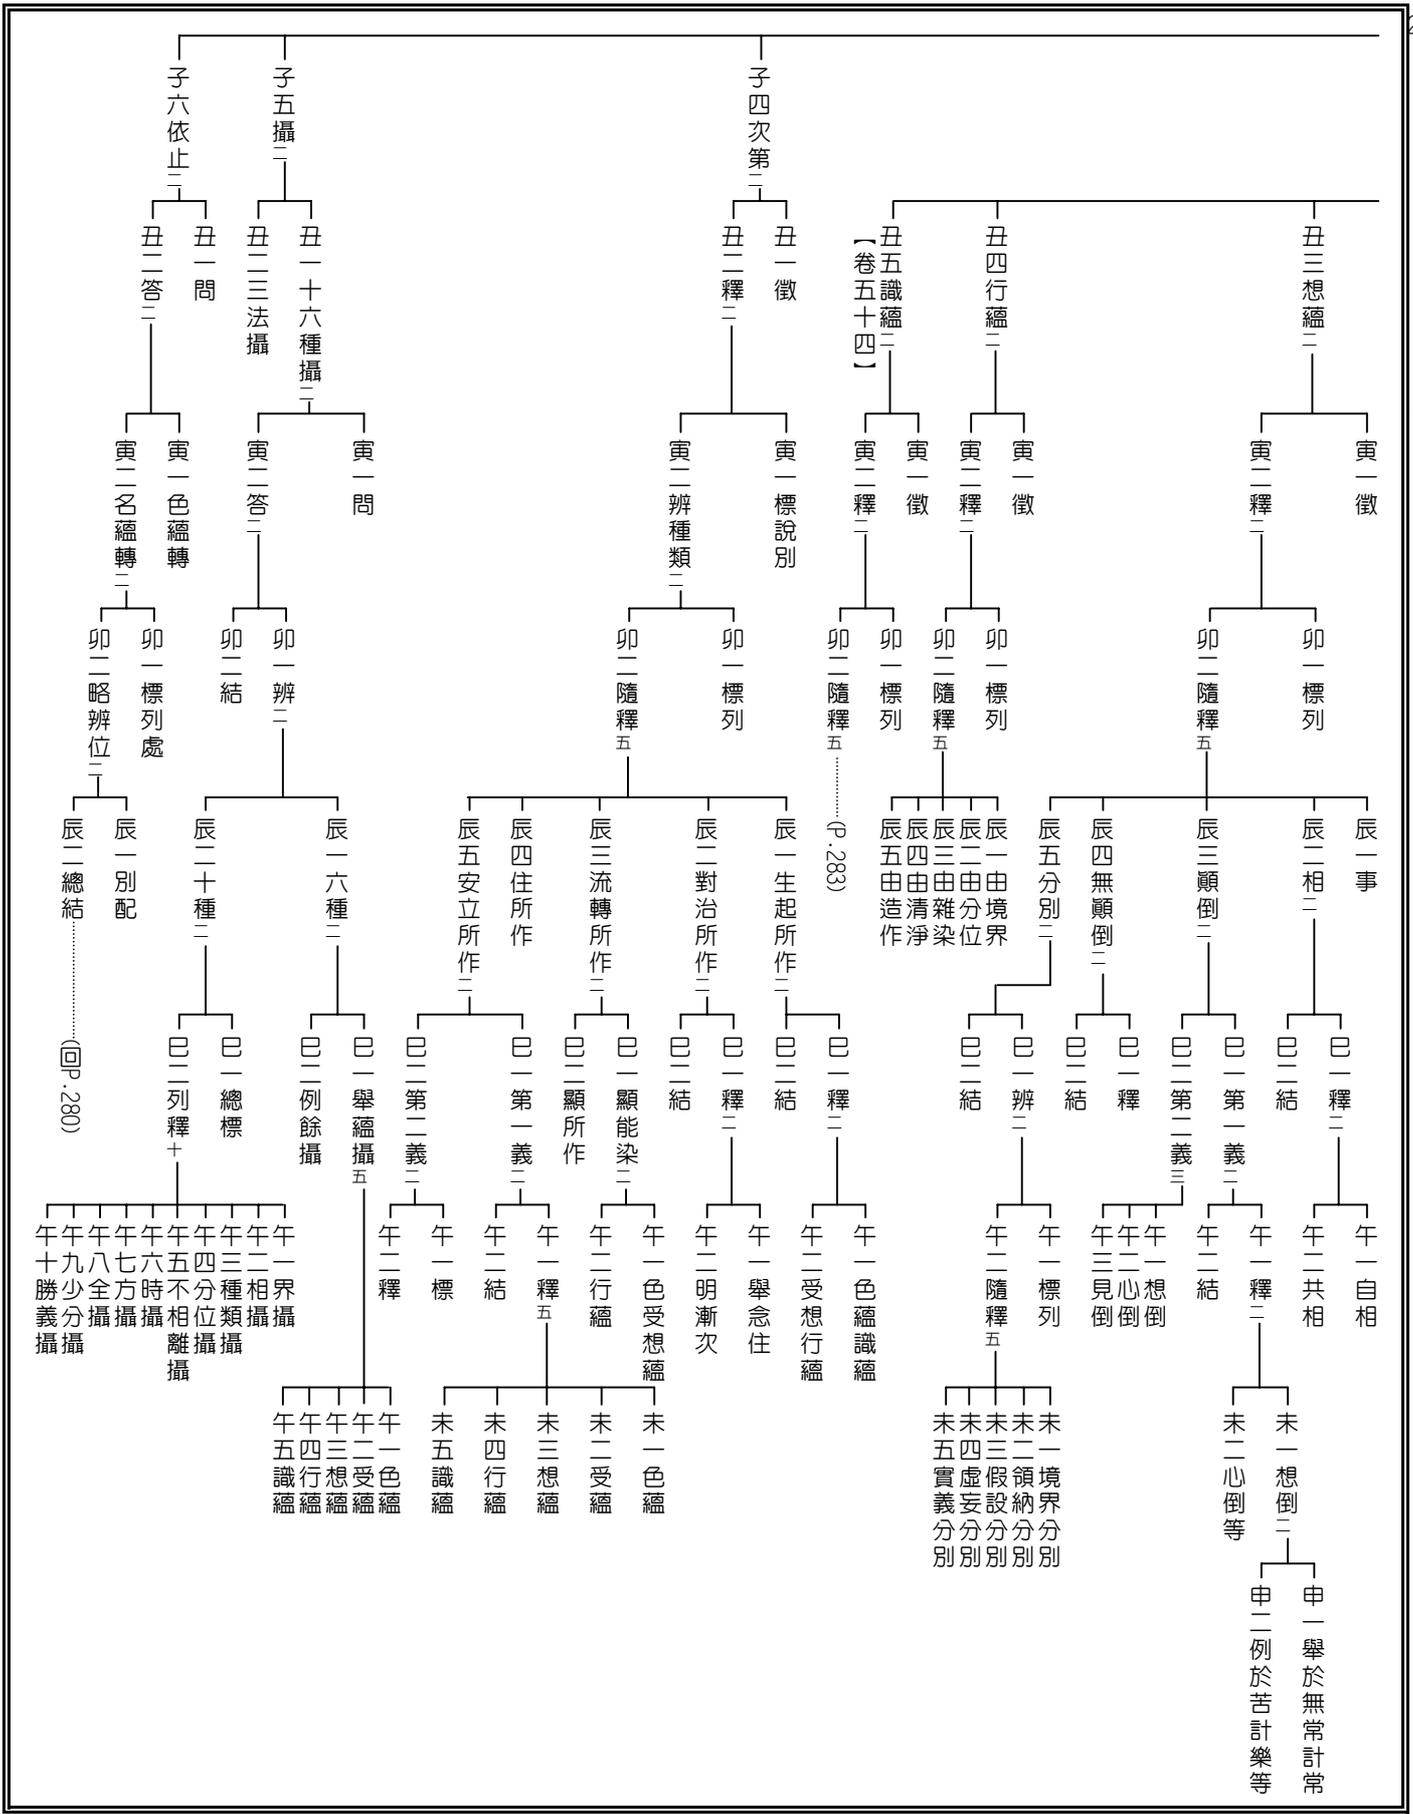 丑三想蘊二
寅一徵
寅二釋二
卯一標列
卯二隨釋五
辰一事
辰二相二
巳一釋二
午一自相
午二共相
巳二結
辰三顛倒二
巳一第一義二
午一釋二
未一想倒二
申一舉於無常計常
申二例於苦計樂等
未二心倒等
午二結
巳二第二義三
午一想倒
午二心倒
午三見倒
辰四無顛倒二
巳一釋
巳二結
辰五分別二
巳一辨二
午一標列
午二隨釋五
未一境界分別
未二領納分別
未三假設分別
未四虛妄分別
未五實義分別
巳二結
丑四行蘊二
寅一徵
寅二釋二
卯一標列
卯二隨釋五
辰一由境界
辰二由分位
辰三由雜染
辰四由清淨
辰五由造作
丑五識蘊二
【卷五十四】
寅一徵
寅二釋二
卯一標列
卯二隨釋五
(P.283)
子四次第二
丑一徵
丑二釋二
寅一標說別
寅二辨種類二
卯一標列
卯二隨釋五
辰一生起所作二
巳一釋二
午一色蘊識蘊
午二受想行蘊
巳二結
辰二對治所作二
巳一釋二
午一舉念住
午二明漸次
巳二結
辰三流轉所作二
巳一顯能染二
午一色受想蘊
午二行蘊
巳二顯所作
辰四住所作
辰五安立所作二
巳一第一義二
午一釋五
未一色蘊
未二受蘊
未三想蘊
未四行蘊
未五識蘊
午二結
巳二第二義二
午一標
午二釋
子五攝二
丑一十六種攝二
寅一問
寅二答二
卯一辨二
辰一六種二
巳一舉蘊攝五
午一色蘊
午二受蘊
午三想蘊
午四行蘊
午五識蘊
巳二例餘攝
辰二十種二
巳一總標
巳二列釋十
午一界攝
午二相攝
午三種類攝
午四分位攝
午五不相離攝
午六時攝
午七方攝
午八全攝
午九少分攝
午十勝義攝
卯二結
丑二三法攝
子六依止二
丑一問
丑二答二
寅一色蘊轉
寅二名蘊轉二
卯一標列處
卯二略辨位二
辰一別配
辰二總結
(回P.280)